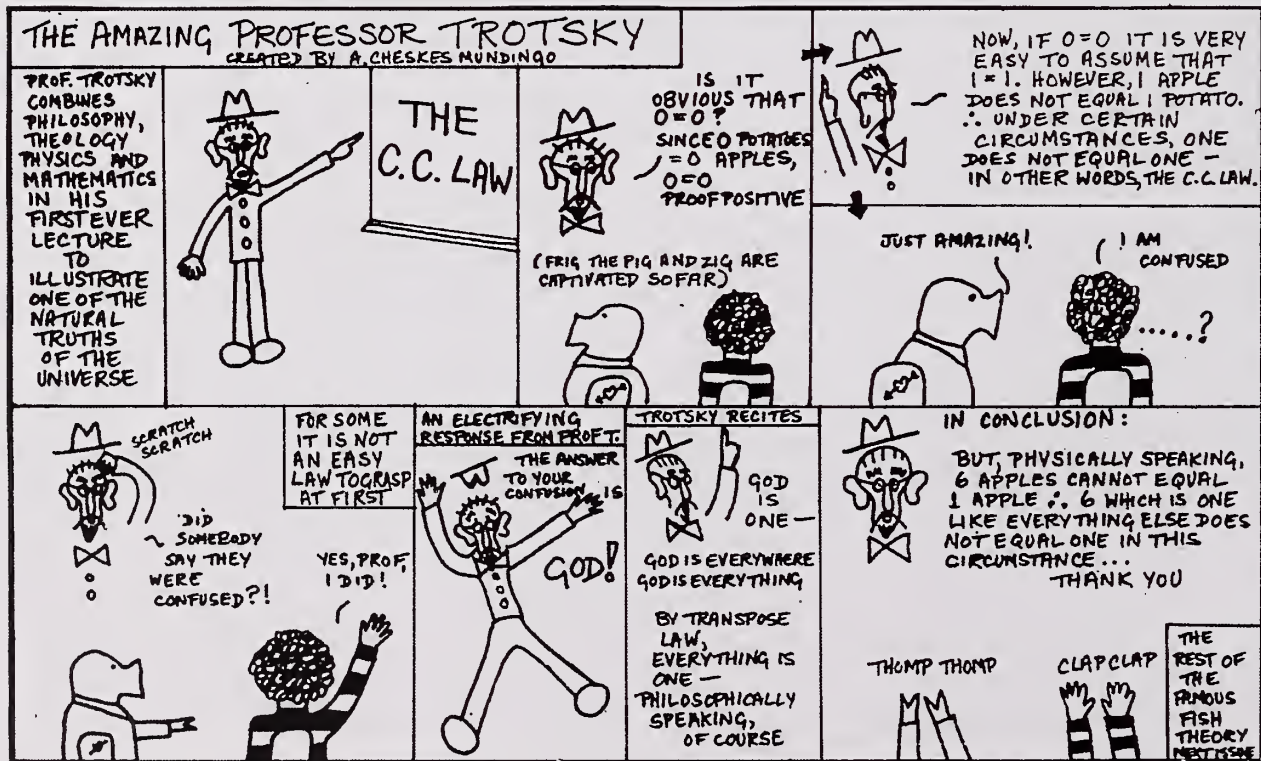 THE AMAZING PROFESSOR TROTSKY
CREATED BY A. CHESKES MUNDINGO
PROF. TROTSKY
COMBINES
PHILOSOPHY,
THEOLOGY
PHYSICS AND
MATHEMATICS
IN HIS
FIRST EVER
LECTURE
TO
ILLUSTRATE
ONE OF THE
NATURAL
TRUTHS
OF THE
UNIVERSE
THE
C.C. LAW
IS IT
OBVIOUS THAT
0=0?
SINCE 0 POTATOES
=0 APPLES,
0=0
PROOF POSITIVE
(FRIG THE PIG AND ZIG ARE
CAPTIVATED SO FAR)
NOW, IF 0=0 IT IS VERY
EASY TO ASSUME THAT
1=1. HOWEVER, 1 APPLE
DOES NOT EQUAL 1 POTATO.
∴ UNDER CERTAIN
CIRCUMSTANCES, ONE
DOES NOT EQUAL ONE —
IN OTHER WORDS, THE C.C. LAW.
JUST AMAZING!
I AM
CONFUSED
.....?
SCRATCH
SCRATCH
DID
SOMEBODY
SAY THEY
WERE
CONFUSED?!
FOR SOME
IT IS NOT
AN EASY
LAW TO GRASP
AT FIRST
YES, PROF,
I DID!
AN ELECTRIFYING
RESPONSE FROM PROF T.
THE ANSWER
TO YOUR
CONFUSION IS
GOD!
TROTSKY RECITES
GOD
IS
ONE —
GOD IS EVERYWHERE
GOD IS EVERYTHING
BY TRANSPOSE
LAW,
EVERYTHING IS
ONE —
PHILOSOPHICALLY
SPEAKING,
OF COURSE
IN CONCLUSION:
BUT, PHYSICALLY SPEAKING,
6 APPLES CANNOT EQUAL
1 APPLE ∴ 6 WHICH IS ONE
LIKE EVERYTHING ELSE DOES
NOT EQUAL ONE IN THIS
CIRCUMSTANCE...
THANK YOU
THOMP THOMP
CLAP CLAP
THE
REST OF
THE
FAMOUS
FISH
THEORY
NEXT ISSUE